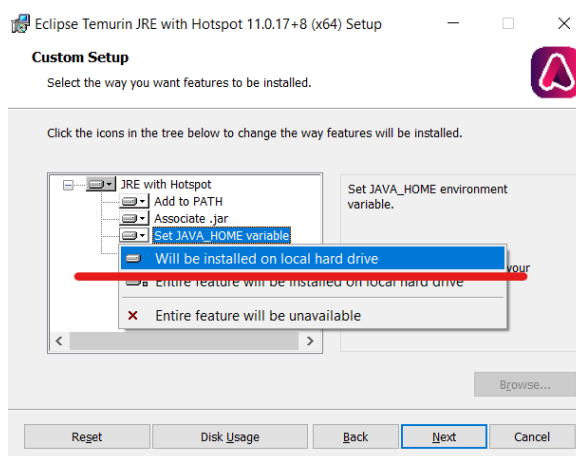 Eclipse Temurin JRE with Hotspot 11.0.17+8 (x64) Setup
Custom Setup
Select the way you want features to be installed.
Click the icons in the tree below to change the way features will be installed.
JRE with Hotspot
Add to PATH
Associate .jar
Set JAVA_HOME variable
Will be installed on local hard drive
Entire feature will be installed on local hard drive
Entire feature will be unavailable
Set JAVA_HOME environment
variable.
your
Browse...
Reset
Disk Usage
Back
Next
Cancel